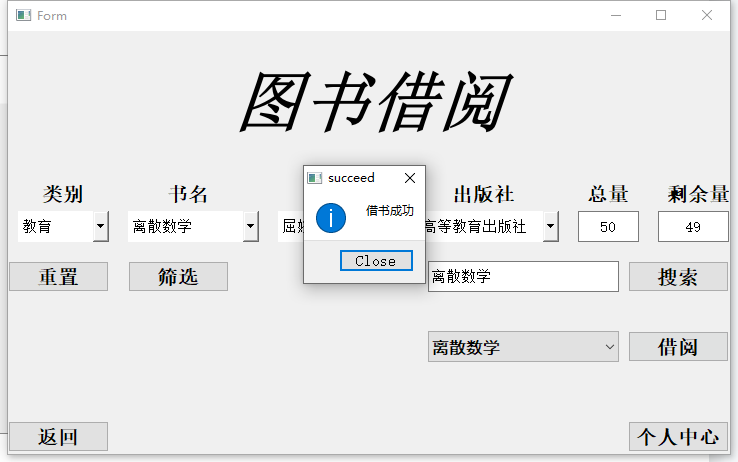 Form
图书借阅
succeed
借书成功
Close
类别 书名 出版社 总量 剩余量
教育 离散数学 高等教育出版社 50 49
重置 筛选 离散数学 搜索
离散数学 借阅
返回 个人中心